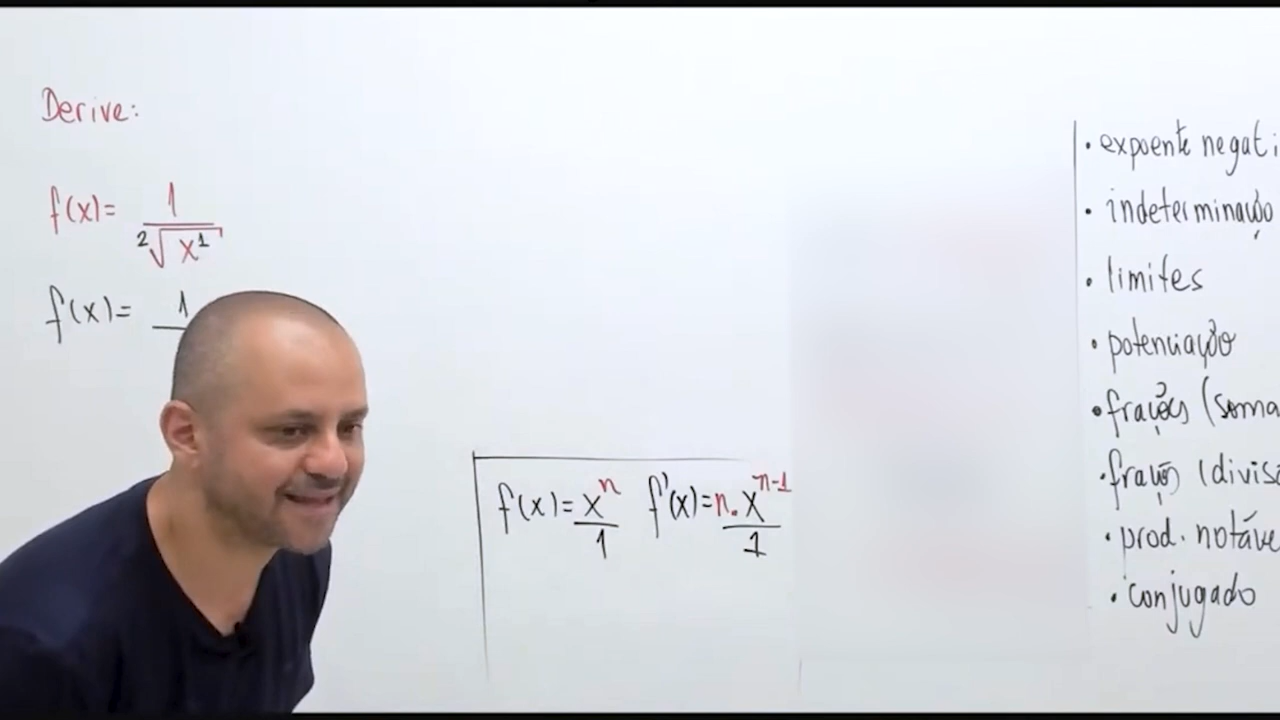 Derive:
f(x)= 1/²√x¹
f(x)= 1
f(x)= xⁿ/1 f'(x)= n.xⁿ⁻¹/1
• expoente negati
• indeterminação
• limites
• potenciação
• frações (soma
• frações (divisã
• prod. notáve
• conjugado